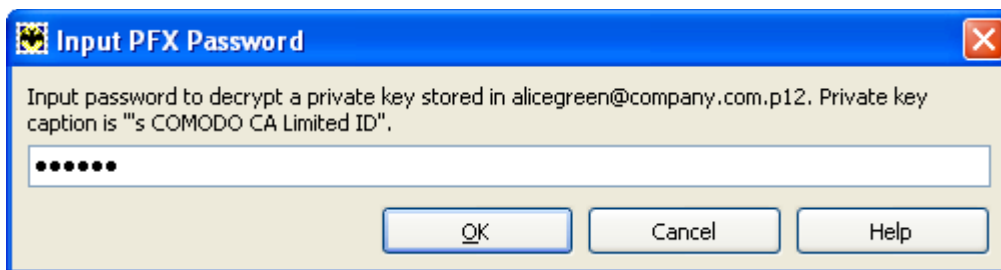 Input PFX Password
Input password to decrypt a private key stored in alicegreen@company.com.p12. Private key
caption is "'s COMODO CA Limited ID".
••••••
OK Cancel Help